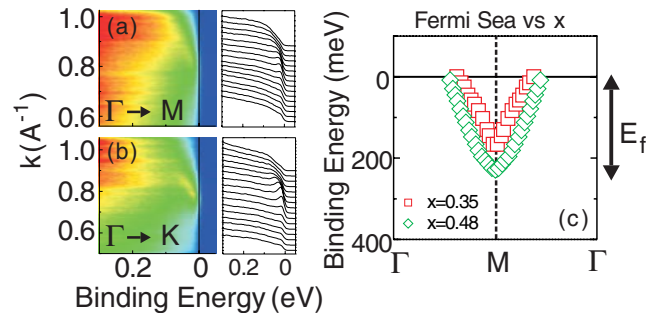 (a)
1.0
0.8
Γ → M
0.6
k(A⁻¹)
(b)
1.0
0.8
Γ → K
0.6
0.2 0 0.2 0
Binding Energy (eV)
Fermi Sea vs x
Binding Energy (meV)
0
200
400
E_f
x=0.35
x=0.48
(c)
Γ M Γ